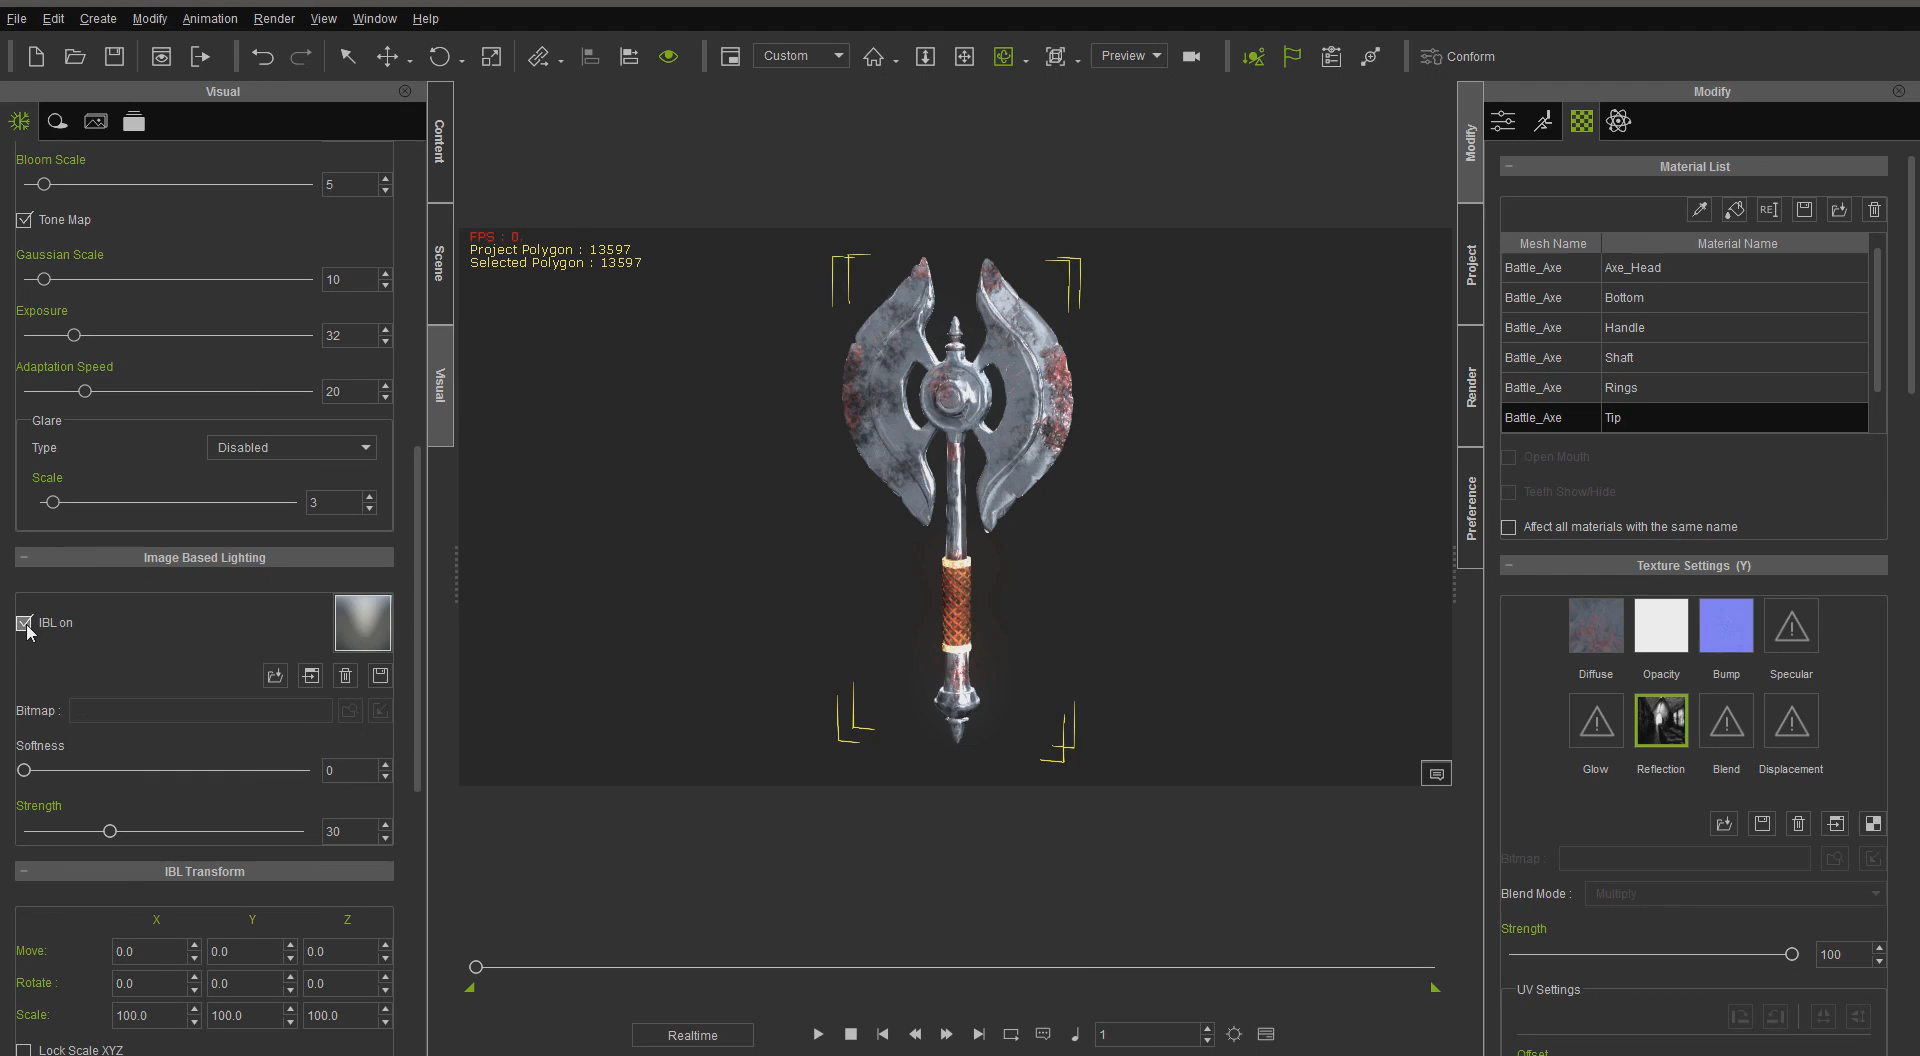 File Edit Create Modify Animation Render View Window Help
Custom Preview Conform
Visual
Bloom Scale
5
Tone Map
Gaussian Scale
10
Exposure
32
Adaptation Speed
20
Glare
Type Disabled
Scale
3
Image Based Lighting
IBL on
Bitmap :
Softness
0
Strength
30
IBL Transform
X Y Z
Move: 0.0 0.0 0.0
Rotate : 0.0 0.0 0.0
Scale: 100.0 100.0 100.0
Lock Scale XYZ
Content
Scene
Visual
FPS : 0.
Project Polygon : 13597
Selected Polygon : 13597
Realtime
1
Modify
Project
Render
Preference
Modify
Material List
RE
Mesh Name Material Name
Battle_Axe Axe_Head
Battle_Axe Bottom
Battle_Axe Handle
Battle_Axe Shaft
Battle_Axe Rings
Battle_Axe Tip
Open Mouth
Teeth Show/Hide
Affect all materials with the same name
Texture Settings (Y)
Diffuse Opacity Bump Specular
Glow Reflection Blend Displacement
Bitmap :
Blend Mode : Multiply
Strength
100
UV Settings
Offset